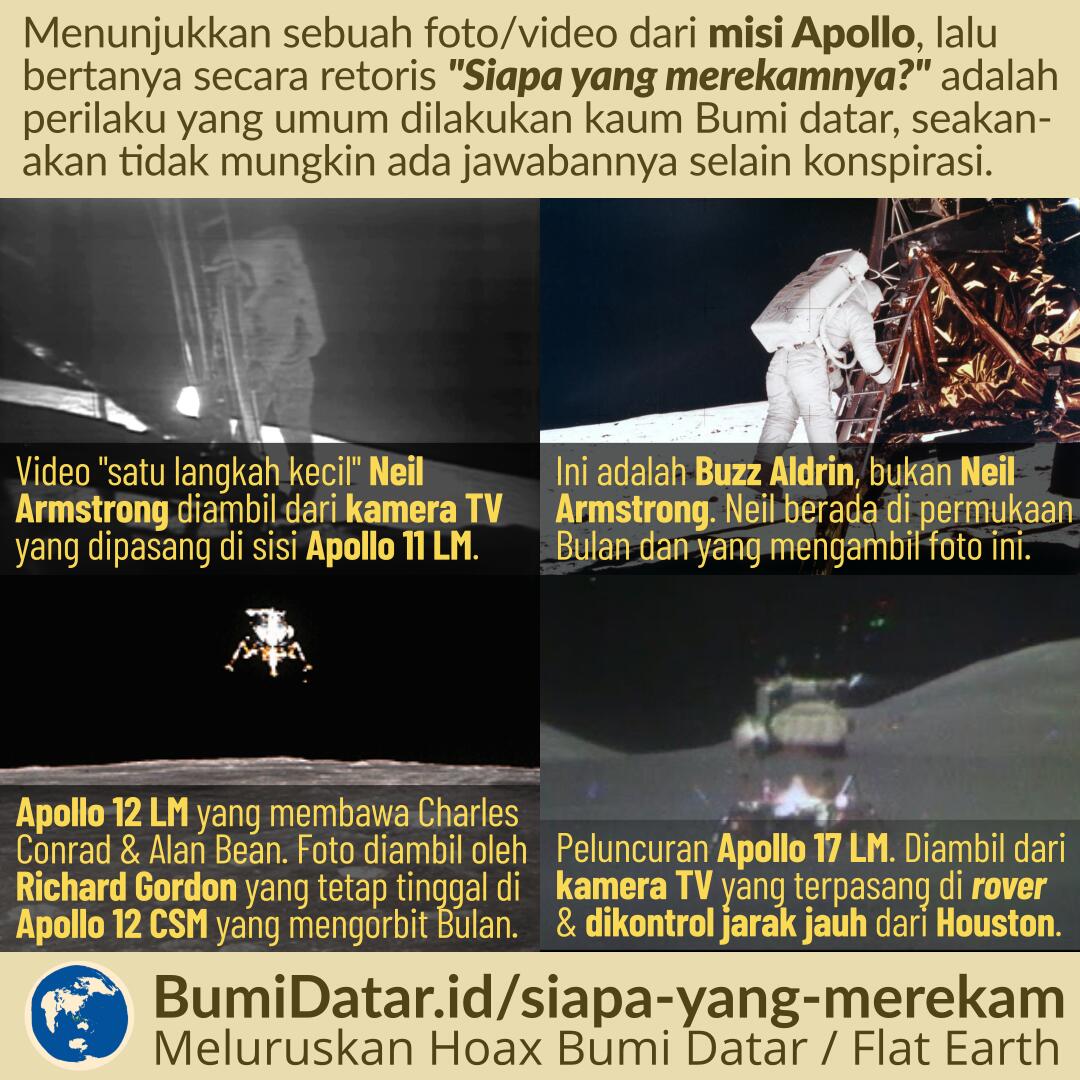 Menunjukkan sebuah foto/video dari misi Apollo, lalu
bertanya secara retoris "Siapa yang merekamnya?" adalah
perilaku yang umum dilakukan kaum Bumi datar, seakan-
akan tidak mungkin ada jawabannya selain konspirasi.
Video "satu langkah kecil" Neil
Armstrong diambil dari kamera TV
yang dipasang di sisi Apollo 11 LM.
Ini adalah Buzz Aldrin, bukan Neil
Armstrong. Neil berada di permukaan
Bulan dan yang mengambil foto ini.
Apollo 12 LM yang membawa Charles
Conrad & Alan Bean. Foto diambil oleh
Richard Gordon yang tetap tinggal di
Apollo 12 CSM yang mengorbit Bulan.
Peluncuran Apollo 17 LM. Diambil dari
kamera TV yang terpasang di rover
& dikontrol jarak jauh dari Houston.
BumiDatar.id/siapa-yang-merekam
Meluruskan Hoax Bumi Datar / Flat Earth